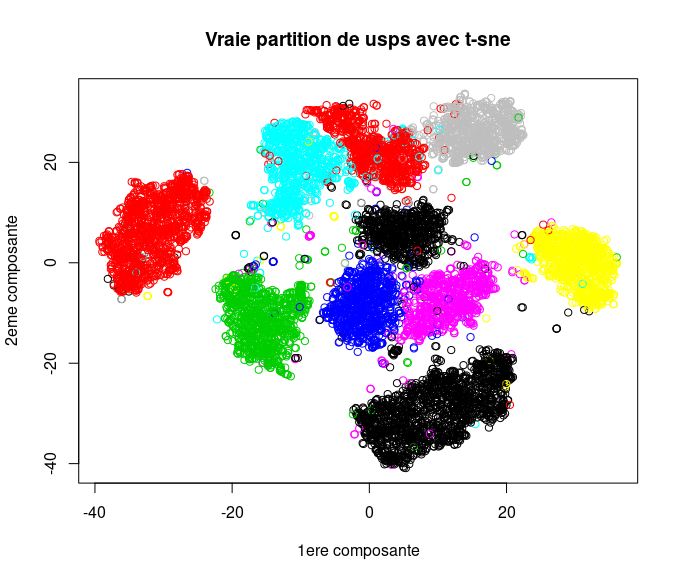 Vraie partition de usps avec t-sne
2eme composante
20
0
-20
-40
-40 -20 0 20
1ere composante